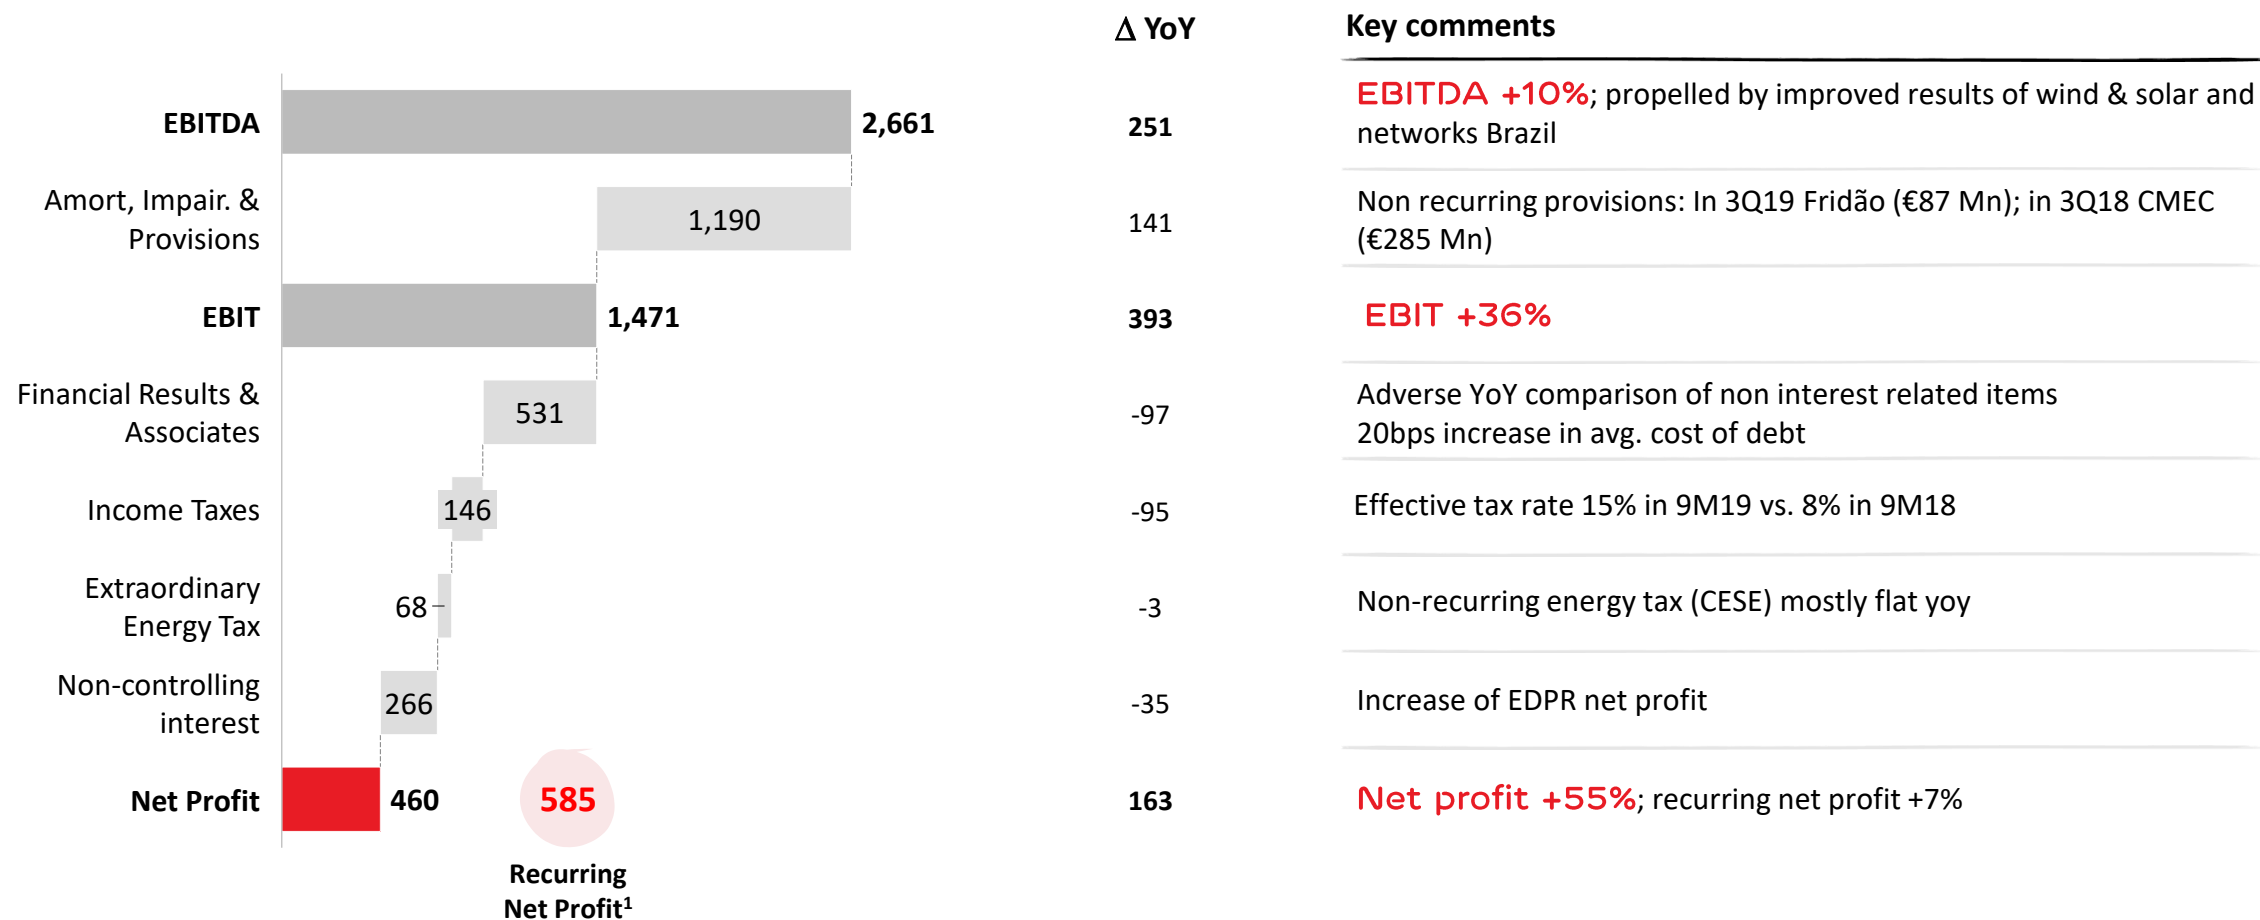 Δ YoY
Key comments
EBITDA
2,661
251
EBITDA +10%; propelled by improved results of wind & solar and
networks Brazil
Amort, Impair. &
Provisions
1,190
141
Non recurring provisions: In 3Q19 Fridão (€87 Mn); in 3Q18 CMEC
(€285 Mn)
EBIT
1,471
393
EBIT +36%
Financial Results &
Associates
531
-97
Adverse YoY comparison of non interest related items
20bps increase in avg. cost of debt
Income Taxes
146
-95
Effective tax rate 15% in 9M19 vs. 8% in 9M18
Extraordinary
Energy Tax
68
-3
Non-recurring energy tax (CESE) mostly flat yoy
Non-controlling
interest
266
-35
Increase of EDPR net profit
Net Profit
460
585
163
Net profit +55%; recurring net profit +7%
Recurring
Net Profit¹